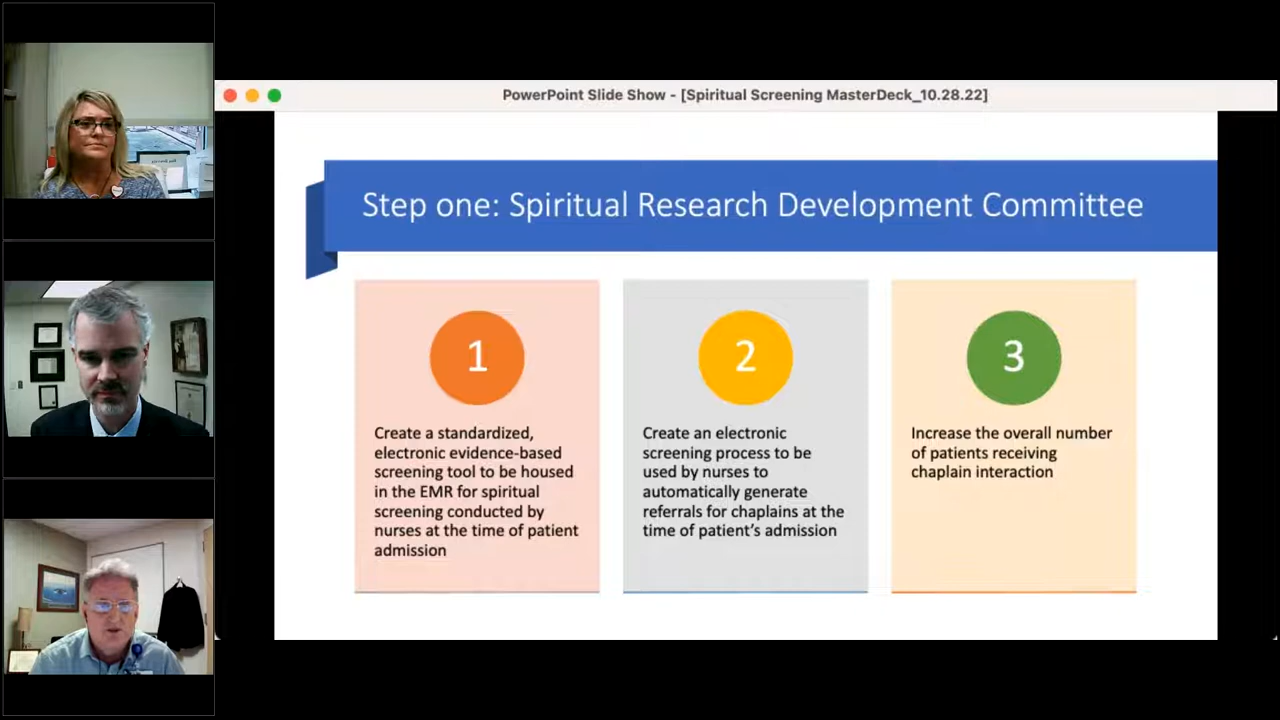 PowerPoint Slide Show - [Spiritual Screening MasterDeck_10.28.22]
Step one: Spiritual Research Development Committee
1
Create a standardized,
electronic evidence-based
screening tool to be housed
in the EMR for spiritual
screening conducted by
nurses at the time of patient
admission
2
Create an electronic
screening process to be
used by nurses to
automatically generate
referrals for chaplains at the
time of patient’s admission
3
Increase the overall number
of patients receiving
chaplain interaction